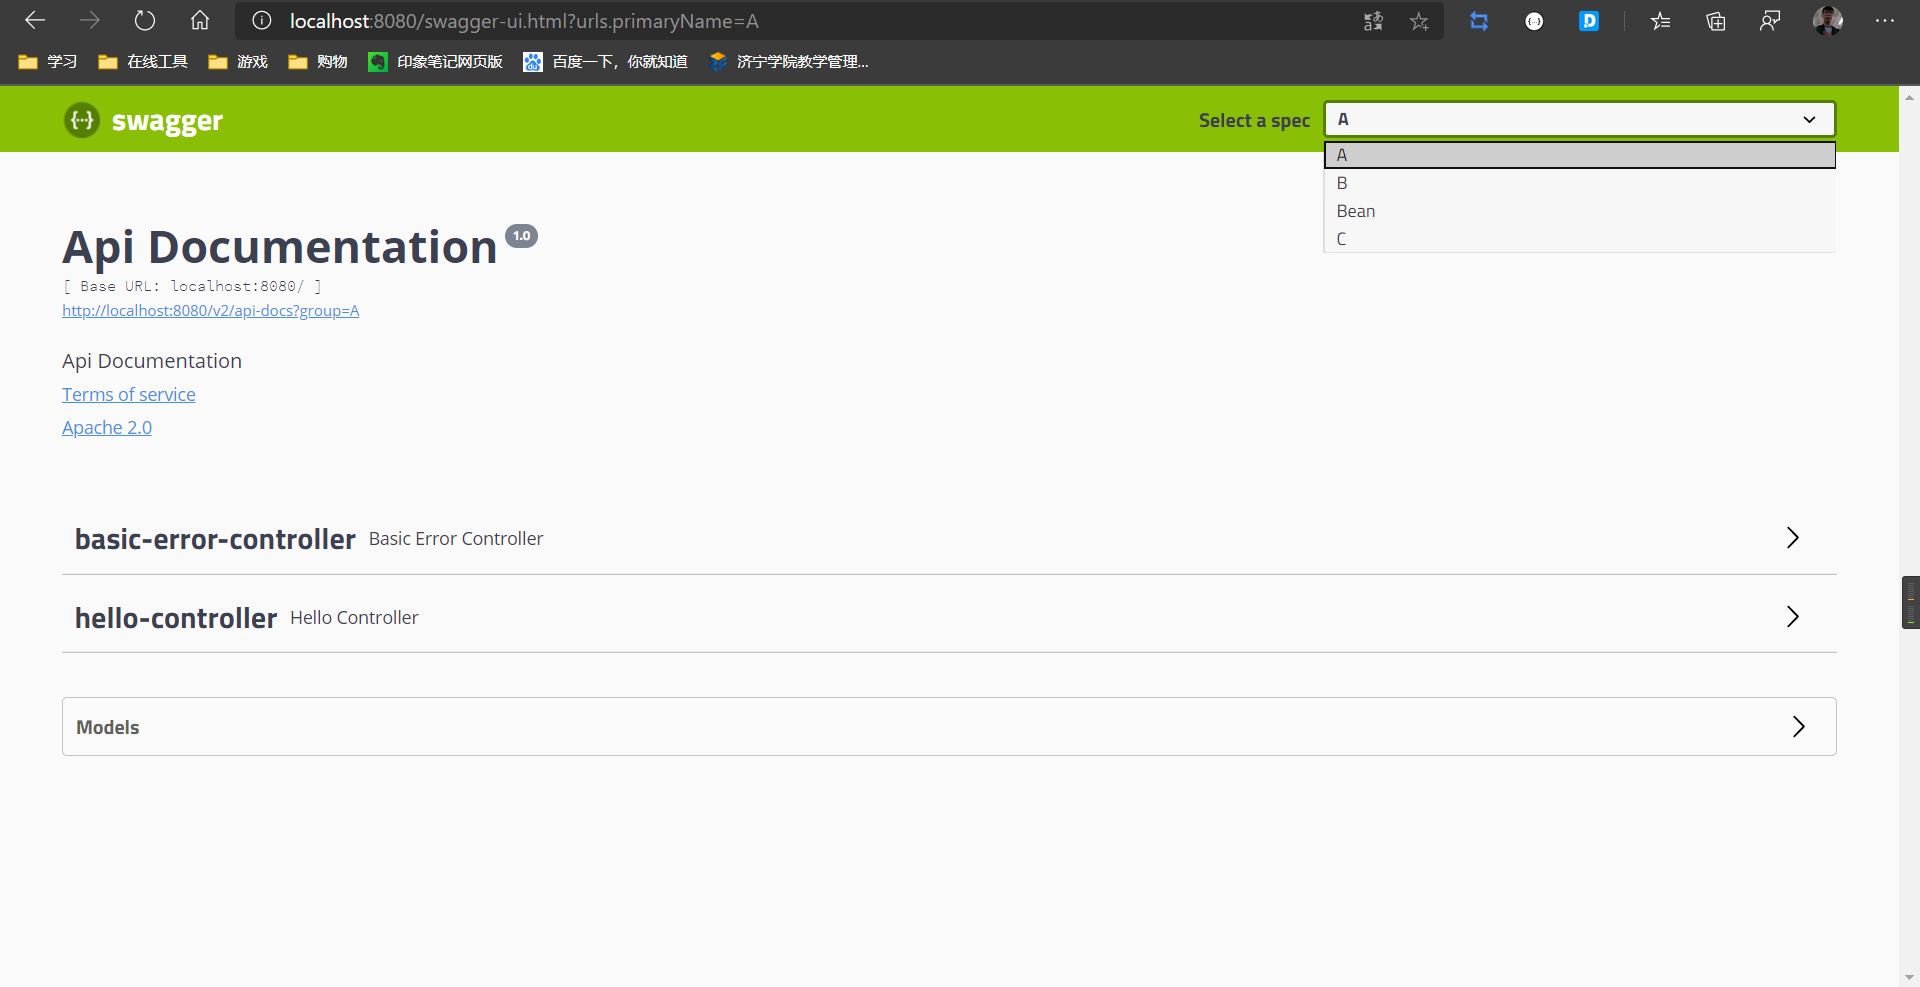 localhost:8080/swagger-ui.html?urls.primaryName=A
学习 在线工具 游戏 购物 印象笔记网页版 百度一下，你就知道 济宁学院教学管理...
swagger Select a spec A
A
B
Bean
C
Api Documentation 1.0
[ Base URL: localhost:8080/ ]
http://localhost:8080/v2/api-docs?group=A
Api Documentation
Terms of service
Apache 2.0
basic-error-controller Basic Error Controller
hello-controller Hello Controller
Models